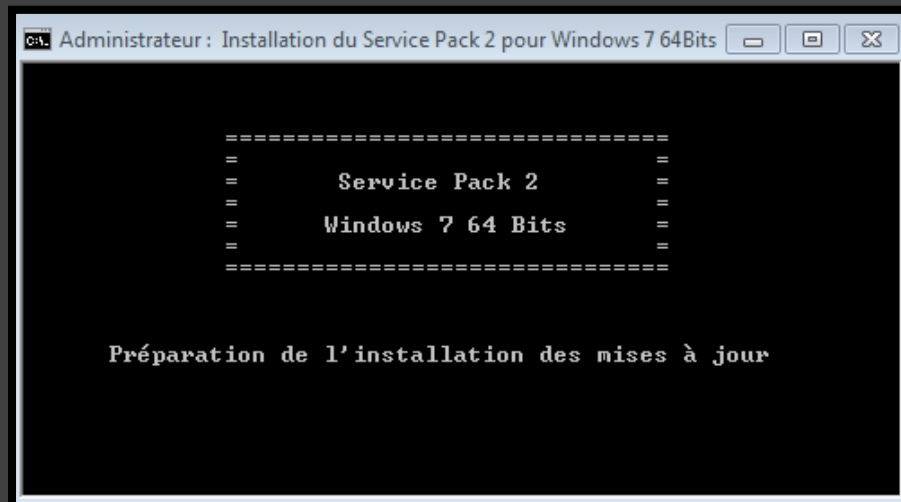 Administrateur : Installation du Service Pack 2 pour Windows 7 64Bits
===============================
= =
= Service Pack 2 =
= =
= Windows 7 64 Bits =
= =
===============================
Préparation de l'installation des mises à jour